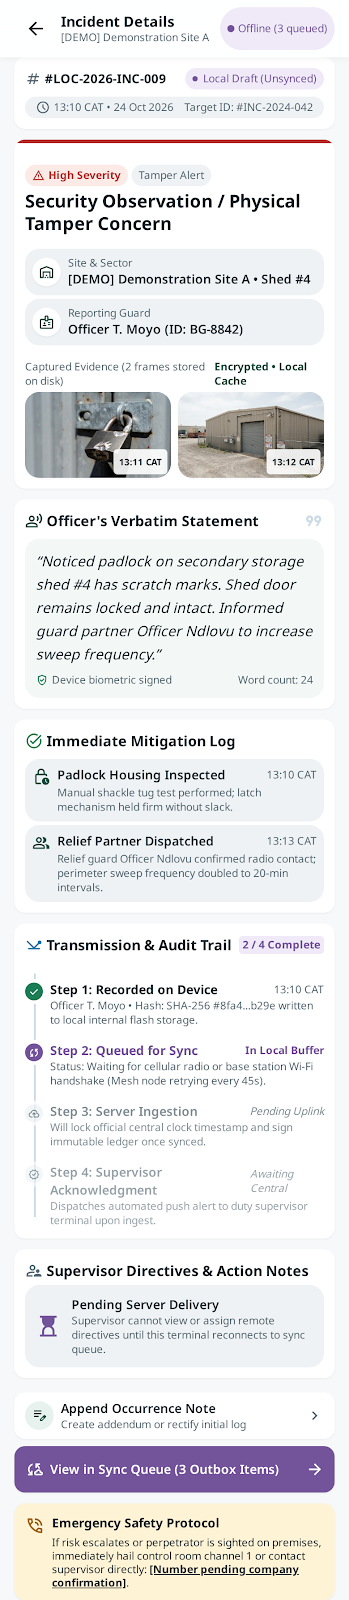 Incident Details
[DEMO] Demonstration Site A
Offline (3 queued)
# #LOC-2026-INC-009
Local Draft (Unsynced)
13:10 CAT • 24 Oct 2026 Target ID: #INC-2024-042
High Severity
Tamper Alert
Security Observation / Physical
Tamper Concern
Site & Sector
[DEMO] Demonstration Site A • Shed #4
Reporting Guard
Officer T. Moyo (ID: BG-8842)
Captured Evidence (2 frames stored
on disk)
Encrypted • Local
Cache
13:11 CAT
13:12 CAT
Officer's Verbatim Statement
“Noticed padlock on secondary storage
shed #4 has scratch marks. Shed door
remains locked and intact. Informed
guard partner Officer Ndlovu to increase
sweep frequency.”
Device biometric signed
Word count: 24
Immediate Mitigation Log
Padlock Housing Inspected 13:10 CAT
Manual shackle tug test performed; latch
mechanism held firm without slack.
Relief Partner Dispatched 13:13 CAT
Relief guard Officer Ndlovu confirmed radio contact;
perimeter sweep frequency doubled to 20-min
intervals.
Transmission & Audit Trail
2 / 4 Complete
Step 1: Recorded on Device 13:10 CAT
Officer T. Moyo • Hash: SHA-256 #8fa4...b29e written
to local internal flash storage.
Step 2: Queued for Sync In Local Buffer
Status: Waiting for cellular radio or base station Wi-Fi
handshake (Mesh node retrying every 45s).
Step 3: Server Ingestion Pending Uplink
Will lock official central clock timestamp and sign
immutable ledger once synced.
Step 4: Supervisor
Acknowledgment
Awaiting
Central
Dispatches automated push alert to duty supervisor
terminal upon ingest.
Supervisor Directives & Action Notes
Pending Server Delivery
Supervisor cannot view or assign remote
directives until this terminal reconnects to sync
queue.
Append Occurrence Note
Create addendum or rectify initial log
View in Sync Queue (3 Outbox Items)
Emergency Safety Protocol
If risk escalates or perpetrator is sighted on premises,
immediately hail control room channel 1 or contact
supervisor directly: [Number pending company
confirmation].